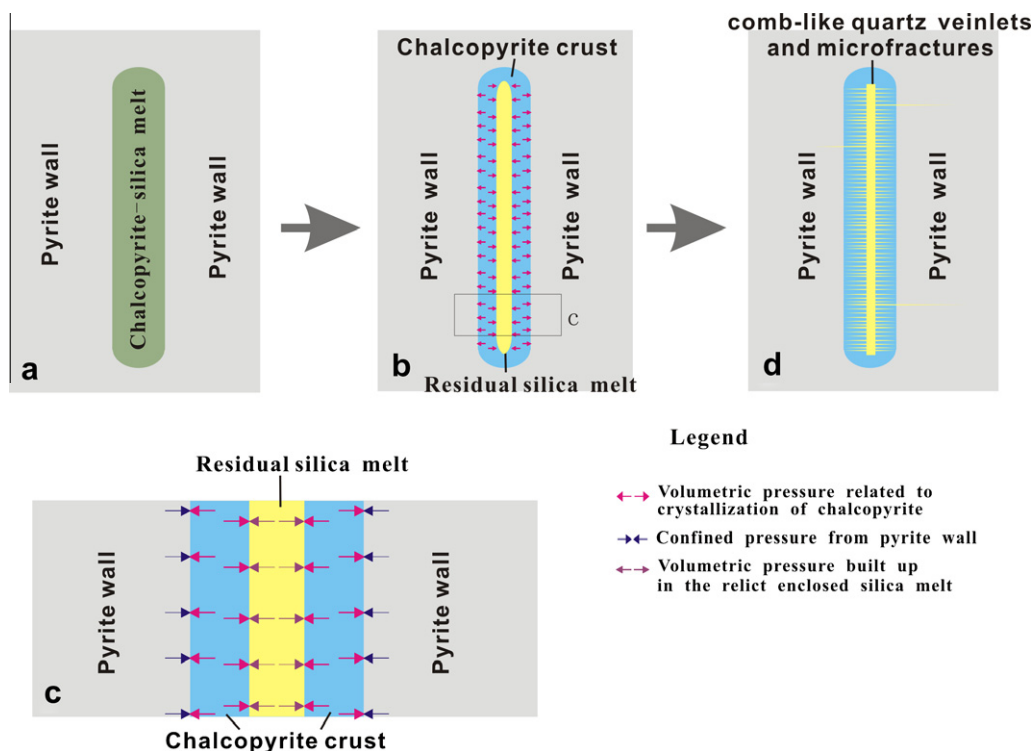 Pyrite wall
Chalcopyrite-silica melt
Pyrite wall
a
Chalcopyrite crust
Pyrite wall
Pyrite wall
C
b
Residual silica melt
comb-like quartz veinlets
and microfractures
Pyrite wall
Pyrite wall
d
Residual silica melt
Pyrite wall
Pyrite wall
c
Chalcopyrite crust
Legend
Volumetric pressure related to
crystallization of chalcopyrite
Confined pressure from pyrite wall
Volumetric pressure built up
in the relict enclosed silica melt